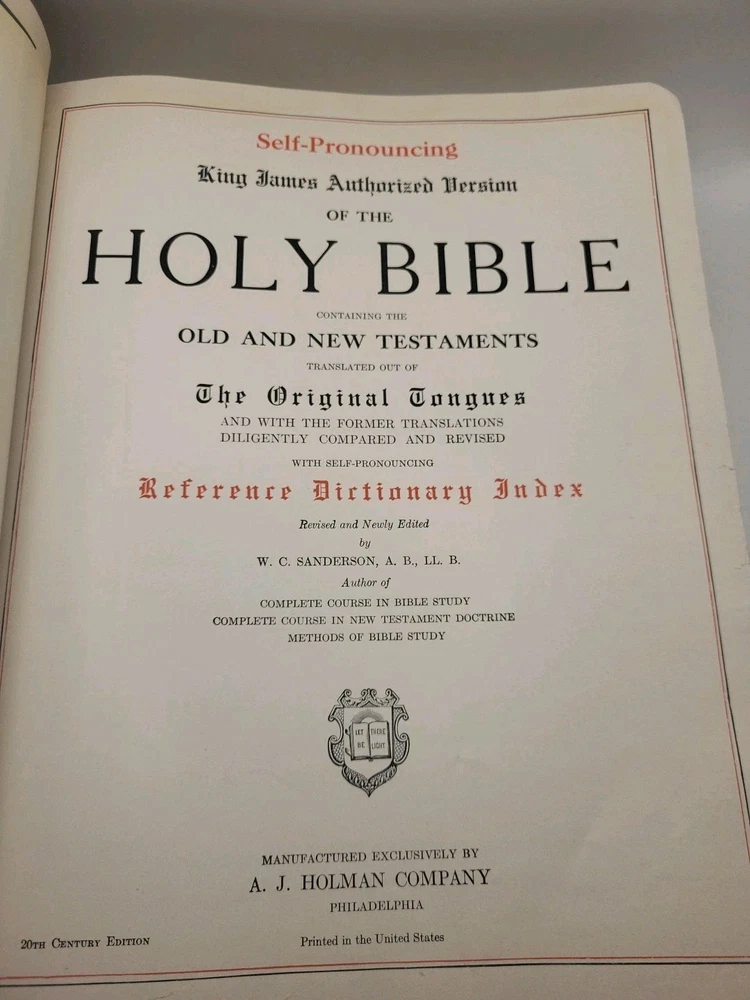 Self-Pronouncing
King James Authorized Version
OF THE
HOLY BIBLE
CONTAINING THE
OLD AND NEW TESTAMENTS
TRANSLATED OUT OF
The Original Tongues
AND WITH THE FORMER TRANSLATIONS
DILIGENTLY COMPARED AND REVISED
WITH SELF-PRONOUNCING
Reference Dictionary Index
Revised and Newly Edited
by
W. C. SANDERSON, A. B., LL. B.
Author of
COMPLETE COURSE IN BIBLE STUDY
COMPLETE COURSE IN NEW TESTAMENT DOCTRINE
METHODS OF BIBLE STUDY
LET THERE
BE LIGHT
MANUFACTURED EXCLUSIVELY BY
A. J. HOLMAN COMPANY
PHILADELPHIA
20TH CENTURY EDITION
Printed in the United States